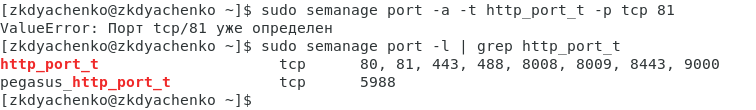 [zkdyachenko@zkdyachenko ~]$ sudo semanage port -a -t http_port_t -p tcp 81
ValueError: Порт tcp/81 уже определен
[zkdyachenko@zkdyachenko ~]$ sudo semanage port -l | grep http_port_t
http_port_t                    tcp      80, 81, 443, 488, 8008, 8009, 8443, 9000
pegasus_http_port_t            tcp      5988
[zkdyachenko@zkdyachenko ~]$